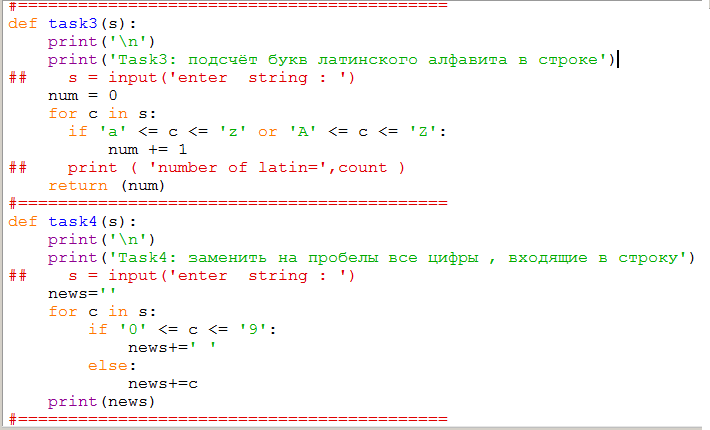 #===========================================
def task3(s):
    print('\n')
    print('Task3: подсчёт букв латинского алфавита в строке')
##    s = input('enter  string : ')
    num = 0
    for c in s:
      if 'a' <= c <= 'z' or 'A' <= c <= 'Z':
          num += 1
##    print ( 'number of latin=',count )
    return (num)
#===========================================
def task4(s):
    print('\n')
    print('Task4: заменить на пробелы все цифры , входящие в строку')
##    s = input('enter  string : ')
    news=''
    for c in s:
        if '0' <= c <= '9':
            news+=' '
        else:
            news+=c
    print(news)
#===========================================